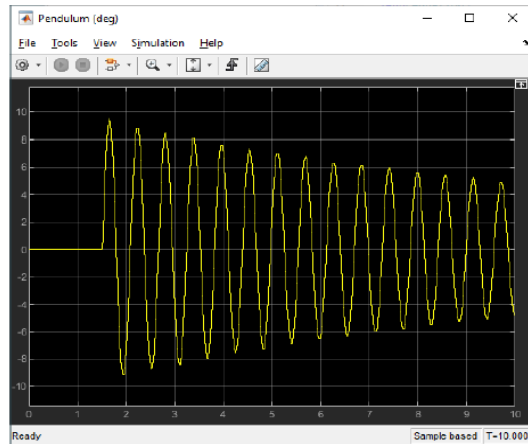 Pendulum (deg)
File Tools View Simulation Help
10
8
6
4
2
0
-2
-4
-6
-8
-10
0 1 2 3 4 5 6 7 8 9 10
Ready Sample based T=10.000